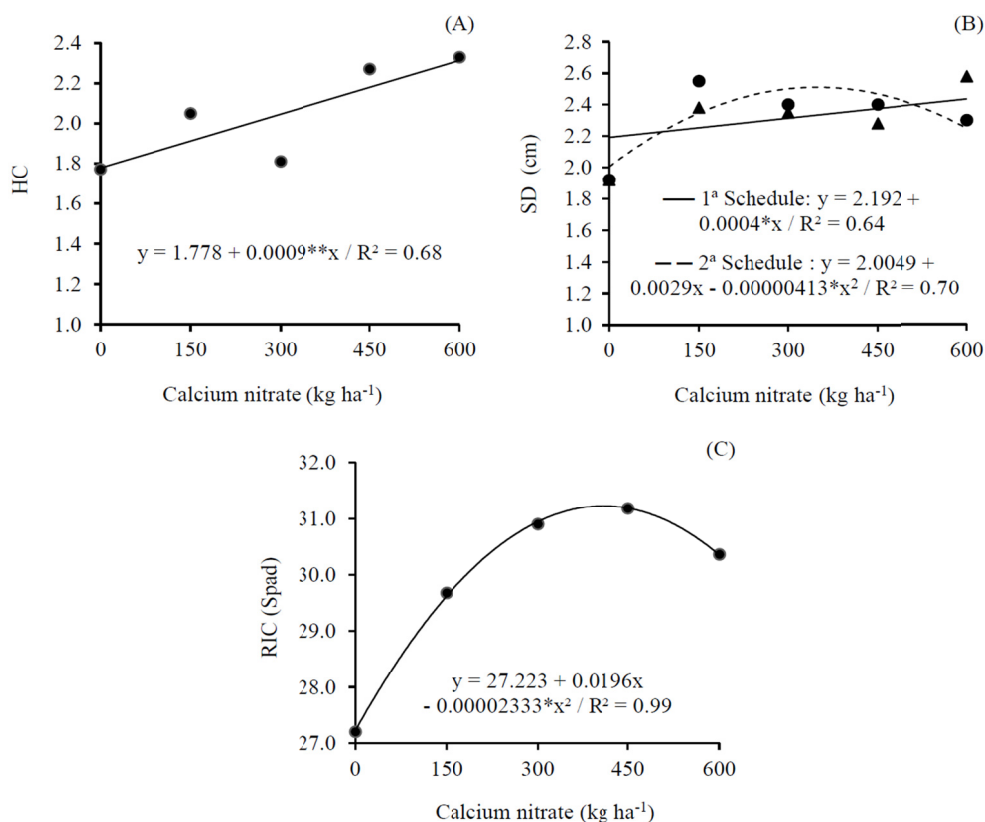 (A)
2.4
2.2
2.0
1.8
1.6
1.4
1.2
1.0
HC
y = 1.778 + 0.0009**x / R² = 0.68
0 150 300 450 600
Calcium nitrate (kg ha⁻¹)
(B)
2.8
2.6
2.4
2.2
2.0
1.8
1.6
1.4
1.2
1.0
SD (cm)
1ª Schedule: y = 2.192 +
0.0004*x / R² = 0.64
2ª Schedule : y = 2.0049 +
0.0029x - 0.00000413*x² / R² = 0.70
0 150 300 450 600
Calcium nitrate (kg ha⁻¹)
(C)
32.0
31.0
30.0
29.0
28.0
27.0
RIC (Spad)
y = 27.223 + 0.0196x
- 0.00002333*x² / R² = 0.99
0 150 300 450 600
Calcium nitrate (kg ha⁻¹)